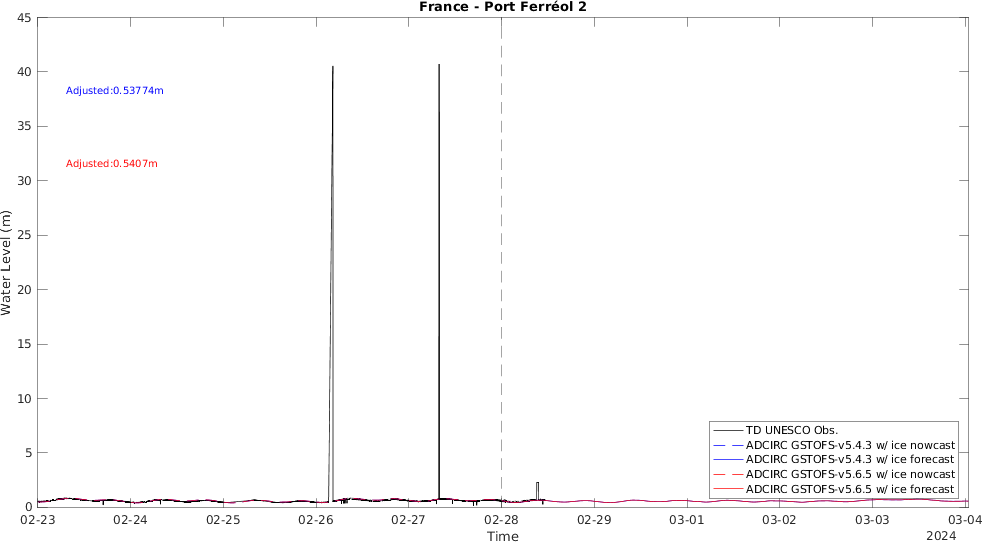 France - Port Ferréol 2
45
40
35
30
25
20
15
10
5
0
Water Level (m)
Adjusted:0.53774m
Adjusted:0.5407m
TD UNESCO Obs.
ADCIRC GSTOFS-v5.4.3 w/ ice nowcast
ADCIRC GSTOFS-v5.4.3 w/ ice forecast
ADCIRC GSTOFS-v5.6.5 w/ ice nowcast
ADCIRC GSTOFS-v5.6.5 w/ ice forecast
02-23 02-24 02-25 02-26 02-27 02-28 02-29 03-01 03-02 03-03 03-04
Time
2024